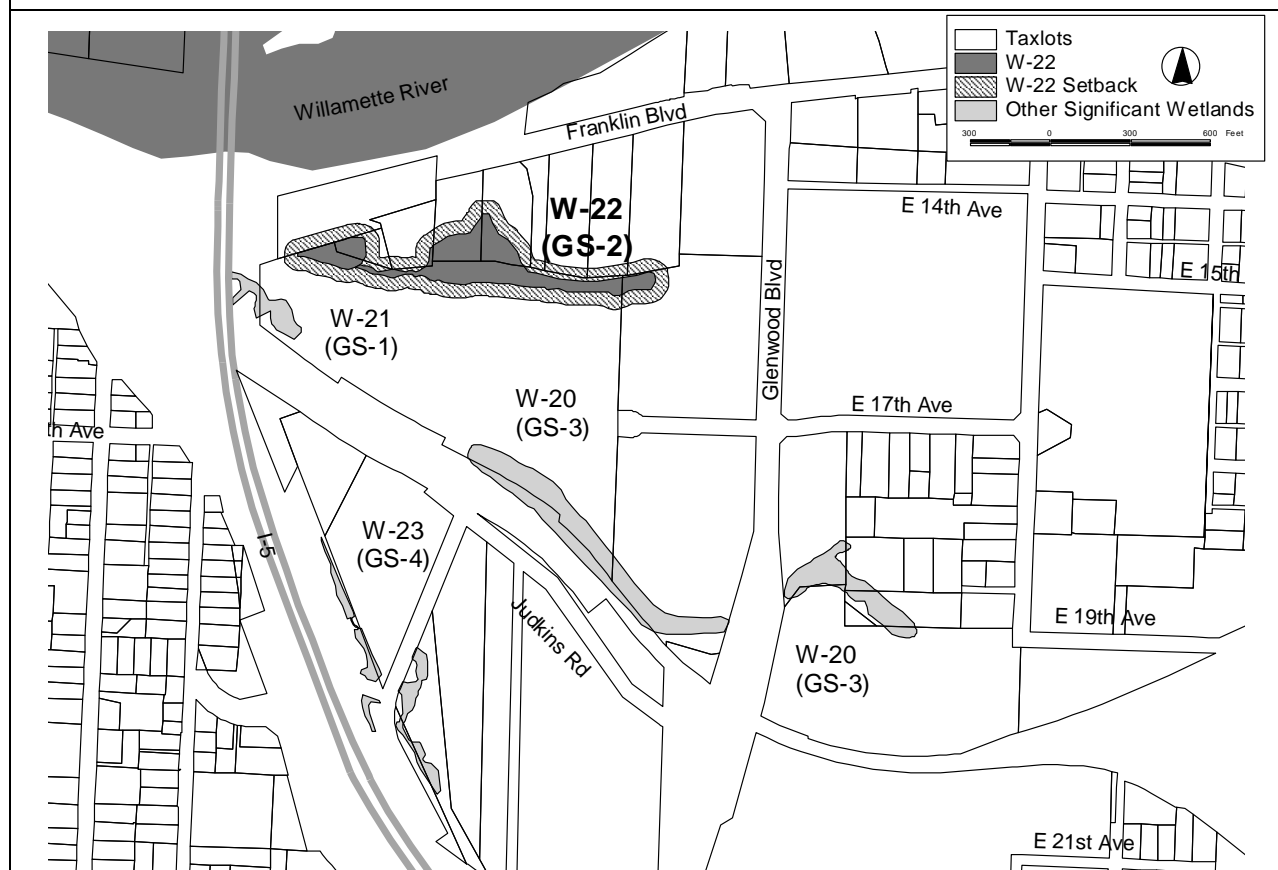 Taxlots
W-22
W-22 Setback
Other Significant Wetlands
300 0 300 600 Feet
Willamette River
Franklin Blvd
W-22
(GS-2)
E 14th Ave
E 15th
W-21
(GS-1)
Glenwood Blvd
W-20
(GS-3)
E 17th Ave
th Ave
W-23
(GS-4)
I-5
Judkins Rd
E 19th Ave
W-20
(GS-3)
E 21st Ave